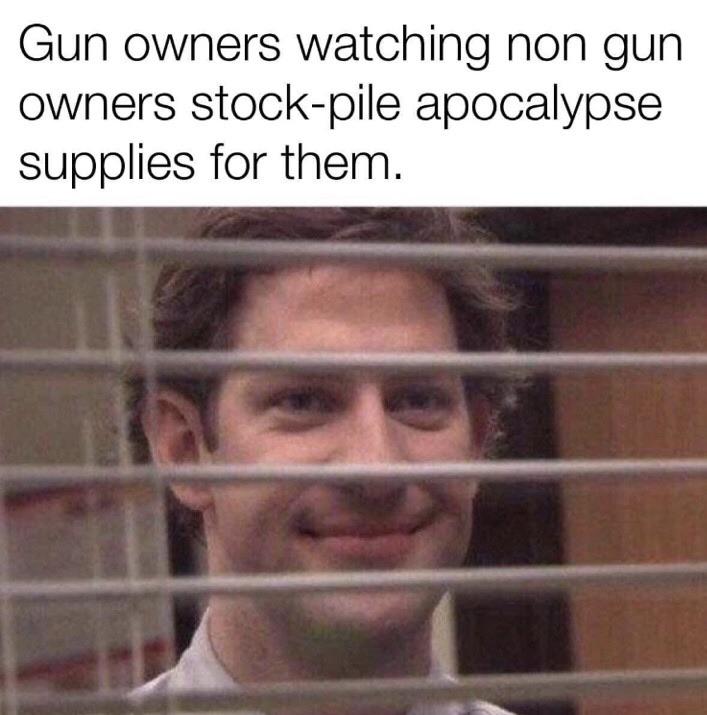 Gun owners watching non gun
owners stock-pile apocalypse
supplies for them.